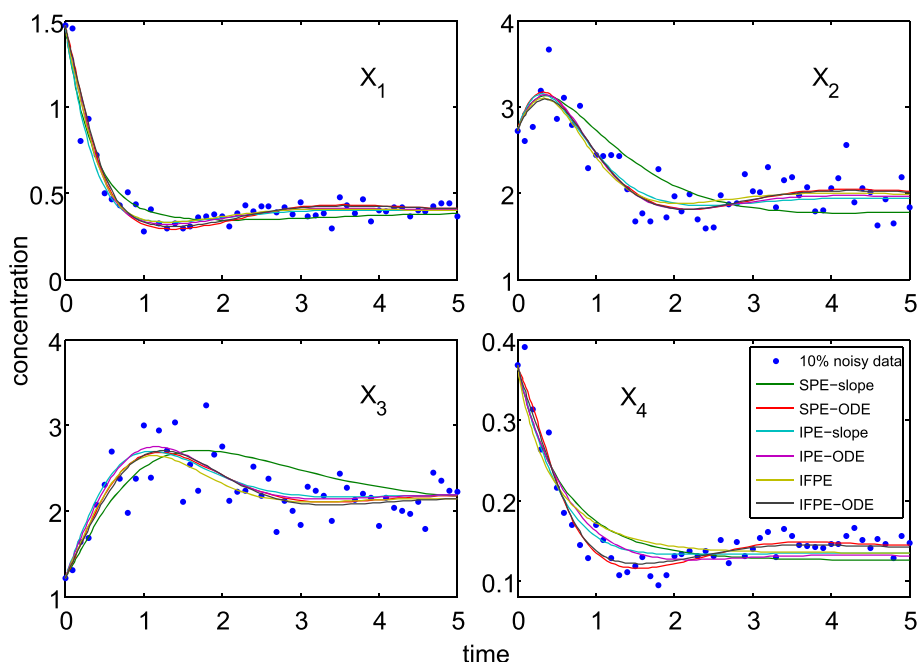 1.5
1
0.5
0
0 1 2 3 4 5
X1
4
3
2
1
0 1 2 3 4 5
X2
concentration
4
3
2
1
0 1 2 3 4 5
X3
0.4
0.3
0.2
0.1
0 1 2 3 4 5
X4
10% noisy data
SPE-slope
SPE-ODE
IPE-slope
IPE-ODE
IFPE
IFPE-ODE
time